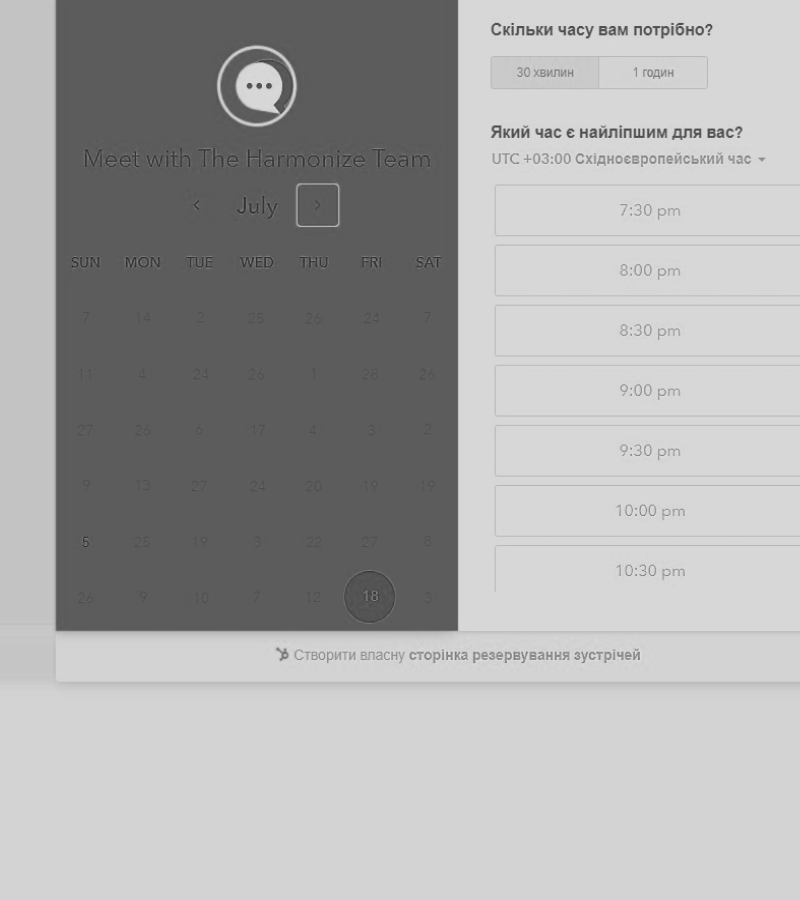 Meet with The Harmonize Team
July
SUN MON TUE WED THU FRI SAT
7 14 2 25 26 24 7
11 4 24 26 1 28 26
27 26 6 17 4 3 2
9 13 27 24 20 19 19
5 25 19 3 22 27 8
26 9 10 7 12 18 3
Скільки часу вам потрібно?
30 хвилин 1 годин
Який час є найліпшим для вас?
UTC +03:00 Східноєвропейський час
7:30 pm
8:00 pm
8:30 pm
9:00 pm
9:30 pm
10:00 pm
10:30 pm
Створити власну сторінка резервування зустрічей